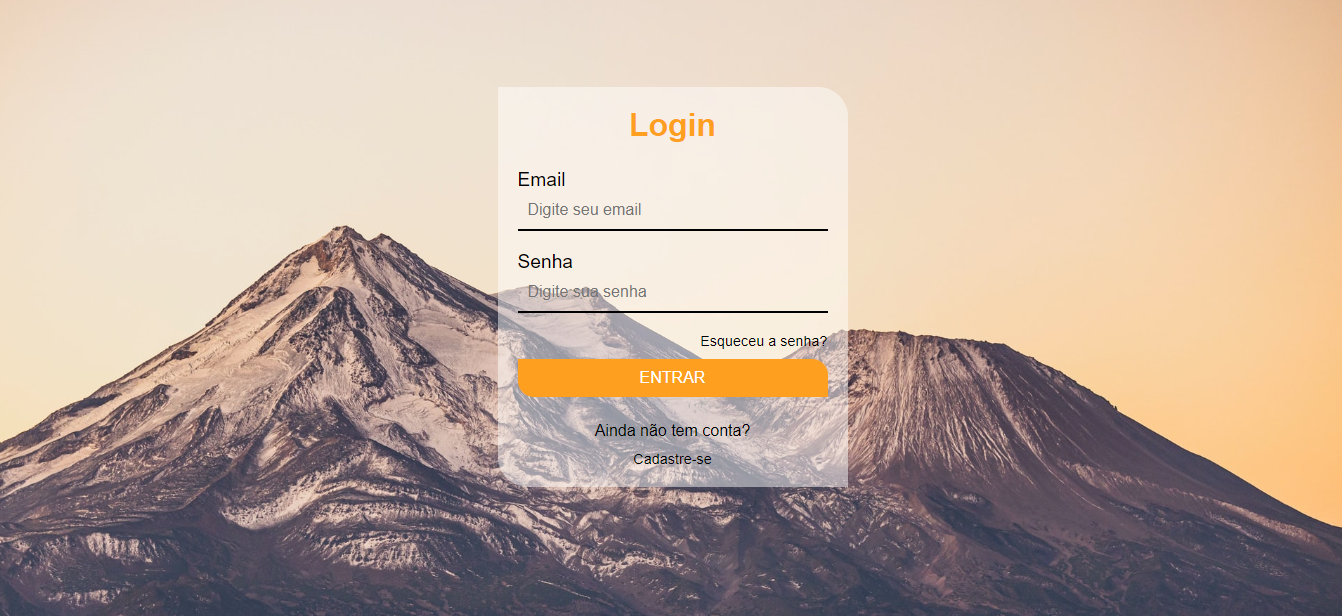 Login
Email
Digite seu email
Senha
Digite sua senha
Esqueceu a senha?
ENTRAR
Ainda não tem conta?
Cadastre-se